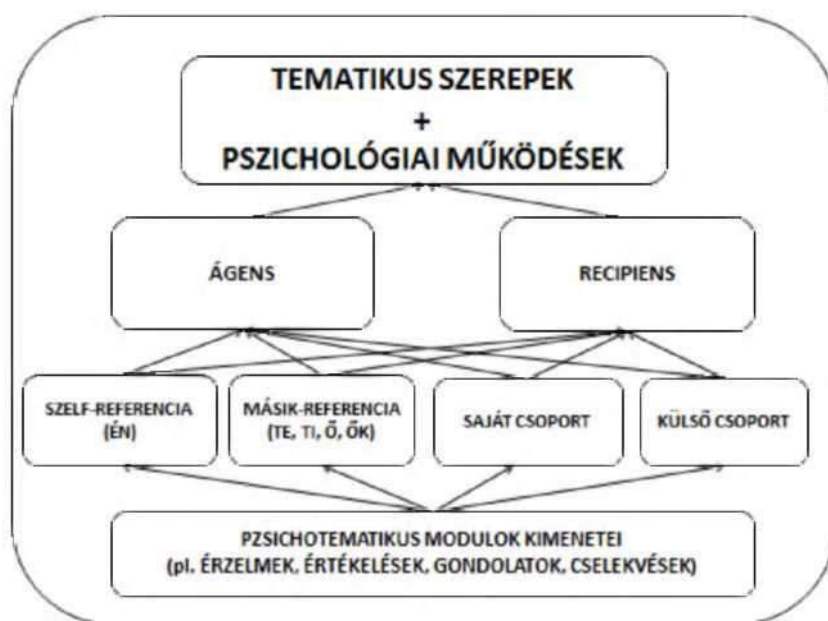 TEMATIKUS SZEREPEK
+
PSZICHOLÓGIAI MŰKÖDÉSEK
ÁGENS
RECIPIENS
SZELF-REFERENCIA
(ÉN)
MÁSIK-REFERENCIA
(TE, TI, Ő, ŐK)
SAJÁT CSOPORT
KÜLSŐ CSOPORT
PZSICHOTEMATIKUS MODULOK KIMENETEI
(pl. ÉRZELMEK, ÉRTÉKELÉSEK, GONDOLATOK, CSELEKVÉSEK)